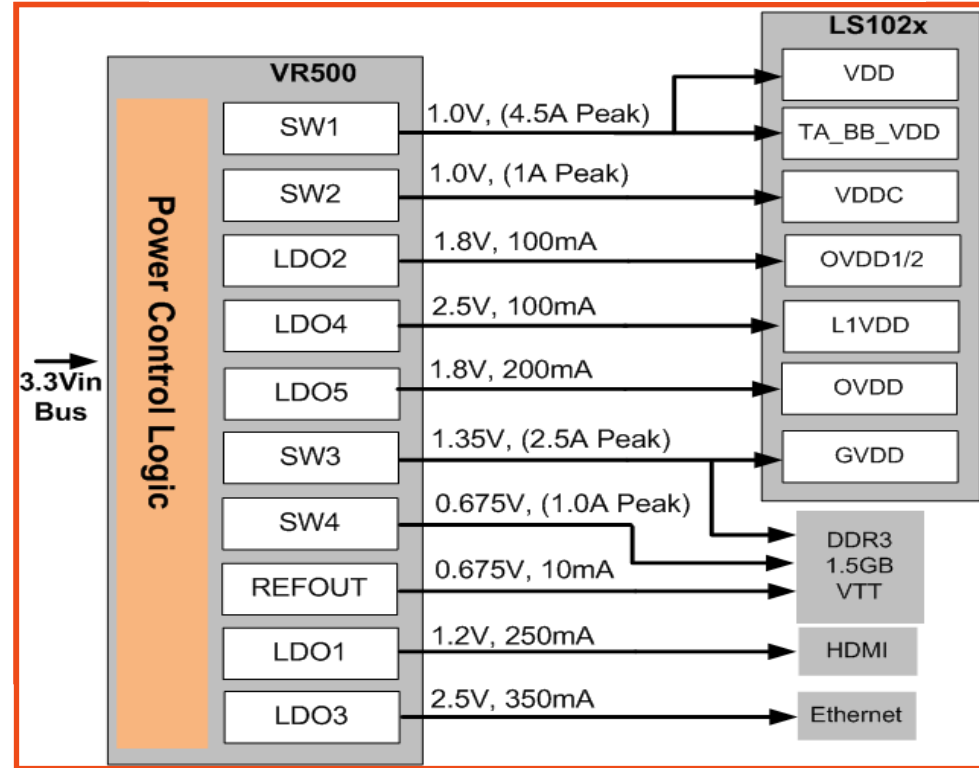 LS102x
VR500
VDD
SW1
1.0V, (4.5A Peak)
TA_BB_VDD
SW2
1.0V, (1A Peak)
VDDC
LDO2
1.8V, 100mA
OVDD1/2
LDO4
2.5V, 100mA
L1VDD
3.3Vin
Bus
Power Control Logic
LDO5
1.8V, 200mA
OVDD
SW3
1.35V, (2.5A Peak)
GVDD
SW4
0.675V, (1.0A Peak)
DDR3
1.5GB
VTT
REFOUT
0.675V, 10mA
LDO1
1.2V, 250mA
HDMI
LDO3
2.5V, 350mA
Ethernet